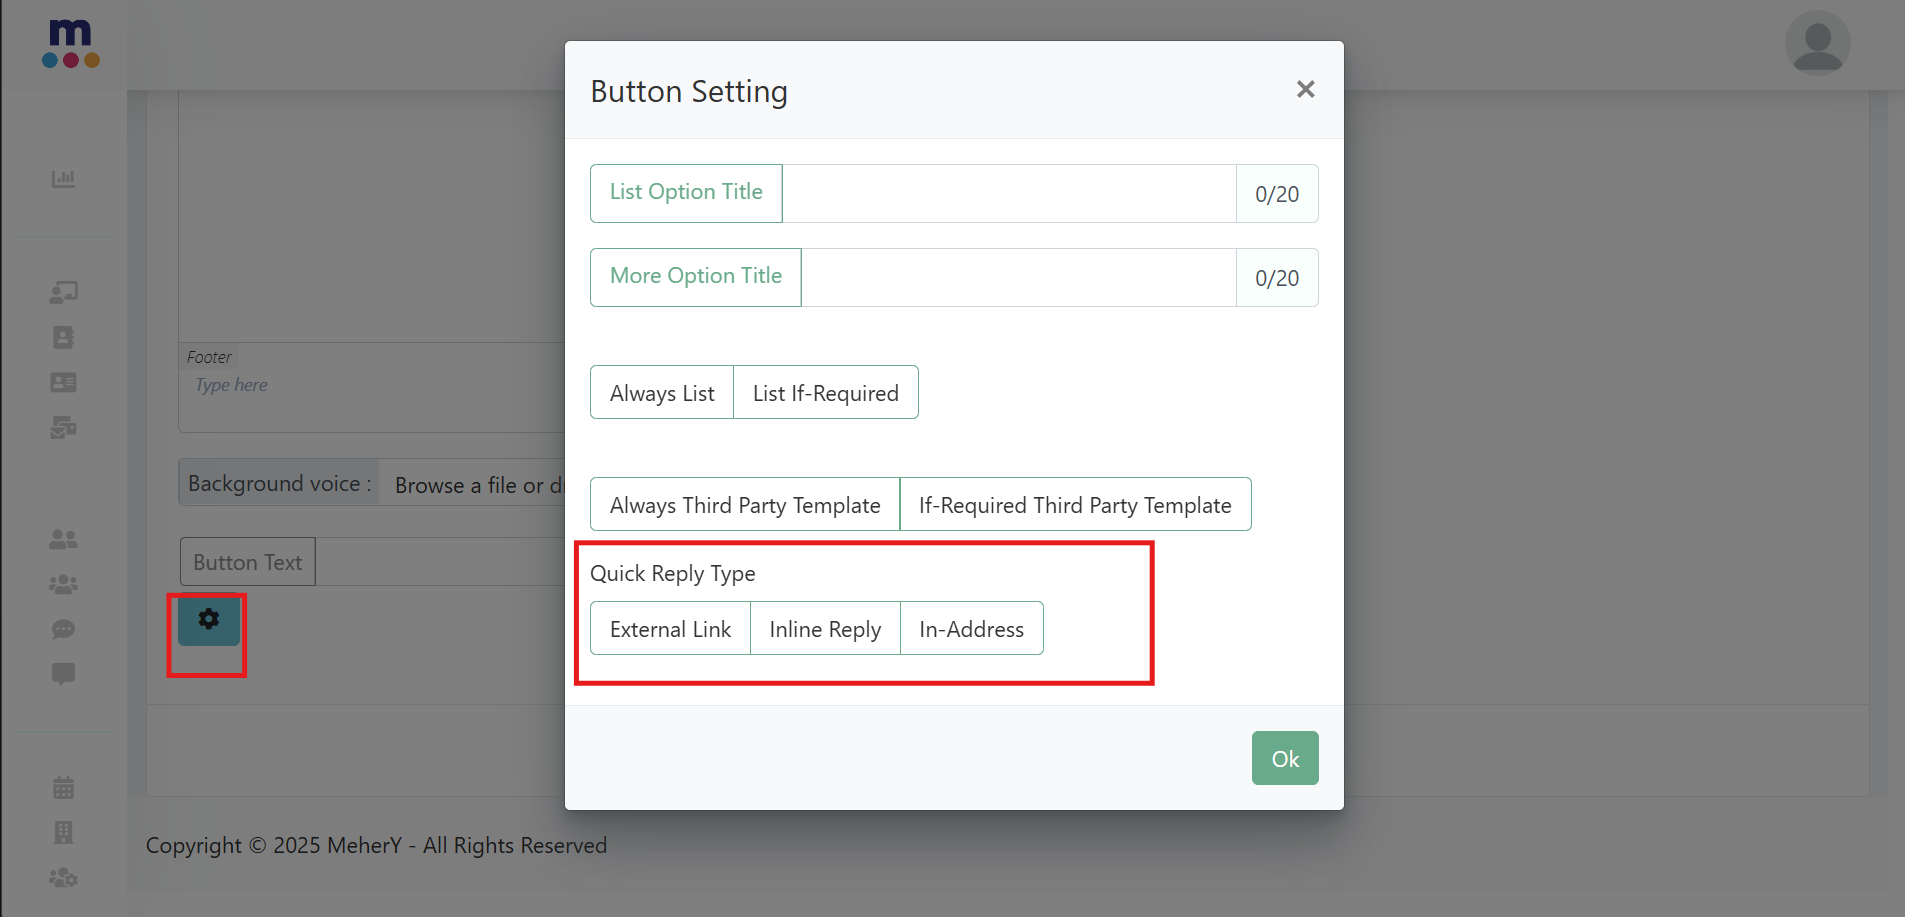 m
Button Setting
×
List Option Title 0/20
More Option Title 0/20
Always List List If-Required
Always Third Party Template If-Required Third Party Template
Quick Reply Type
External Link Inline Reply In-Address
Ok
Footer
Type here
Background voice : Browse a file or
Button Text
Copyright © 2025 MeherY - All Rights Reserved